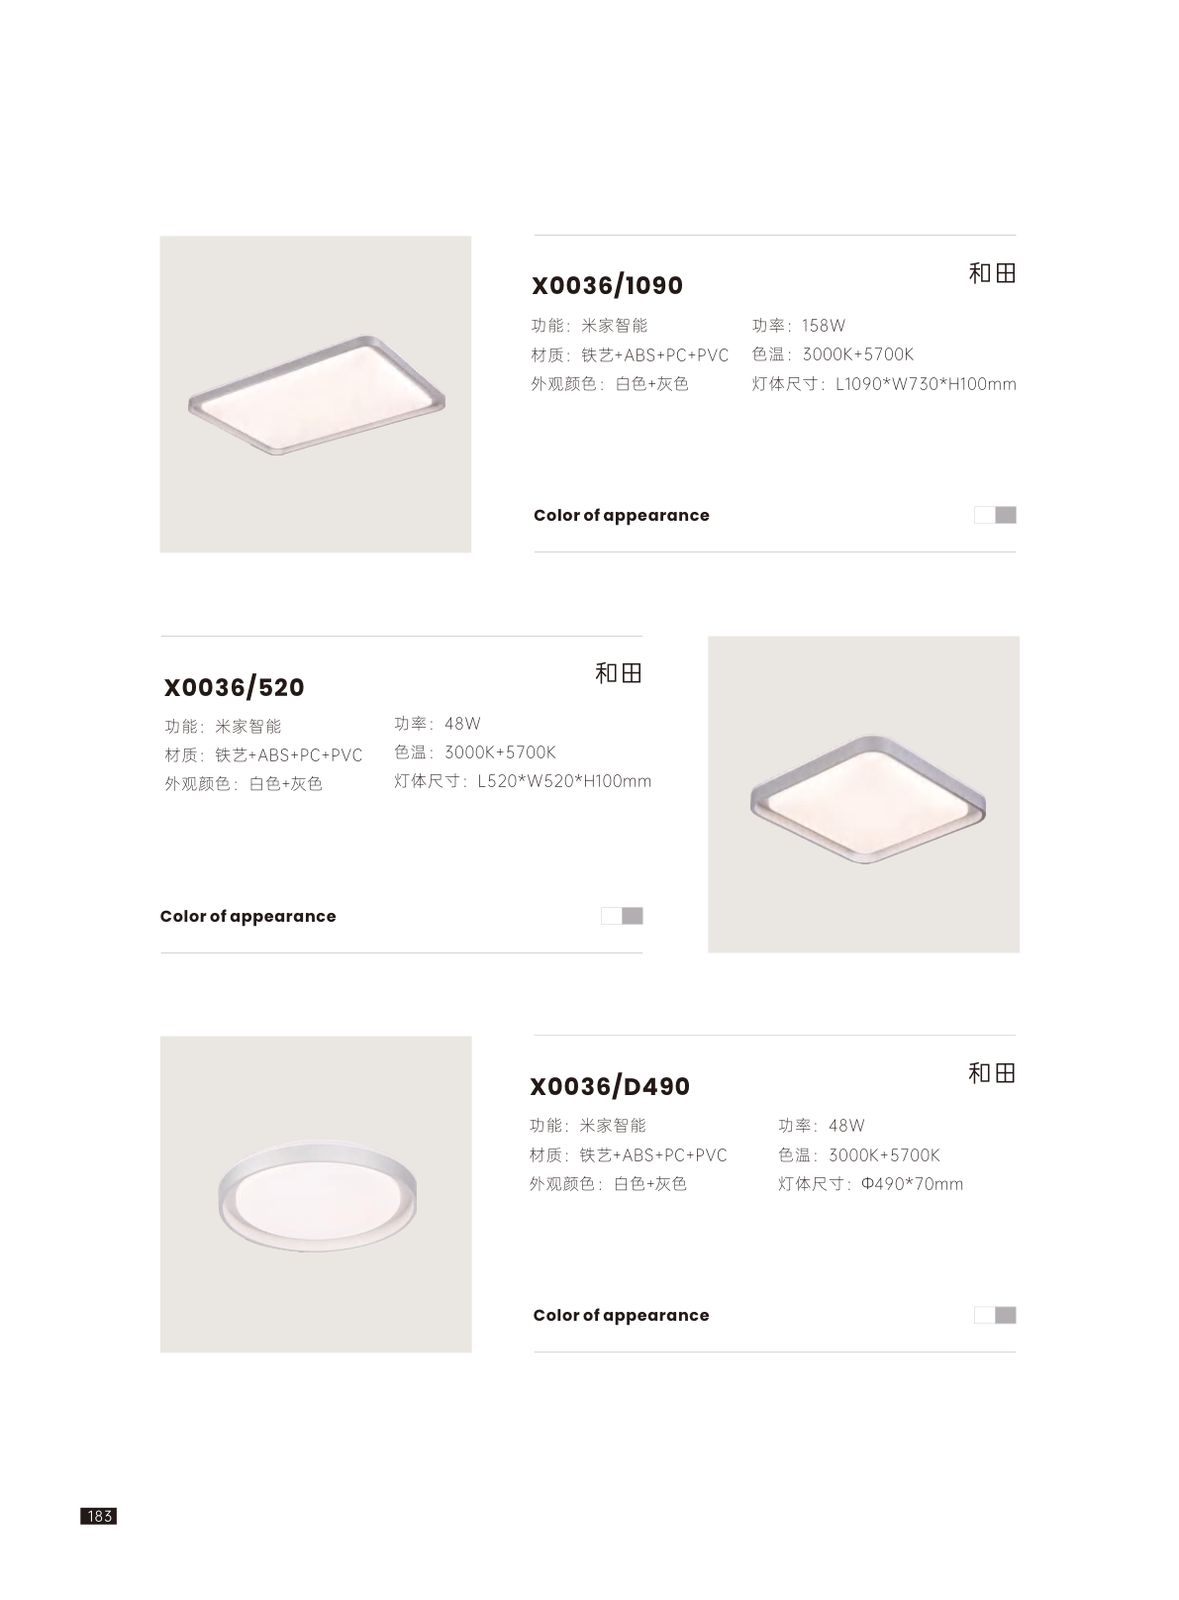 和田
X0036/1090
功能：米家智能
功率：158W
材质：铁艺+ABS+PC+PVC
色温：3000K+5700K
外观颜色：白色+灰色
灯体尺寸：L1090*W730*H100mm
Color of appearance
和田
X0036/520
功能：米家智能
功率：48W
材质：铁艺+ABS+PC+PVC
色温：3000K+5700K
外观颜色：白色+灰色
灯体尺寸：L520*W520*H100mm
Color of appearance
和田
X0036/D490
功能：米家智能
功率：48W
材质：铁艺+ABS+PC+PVC
色温：3000K+5700K
外观颜色：白色+灰色
灯体尺寸：Φ490*70mm
Color of appearance
183